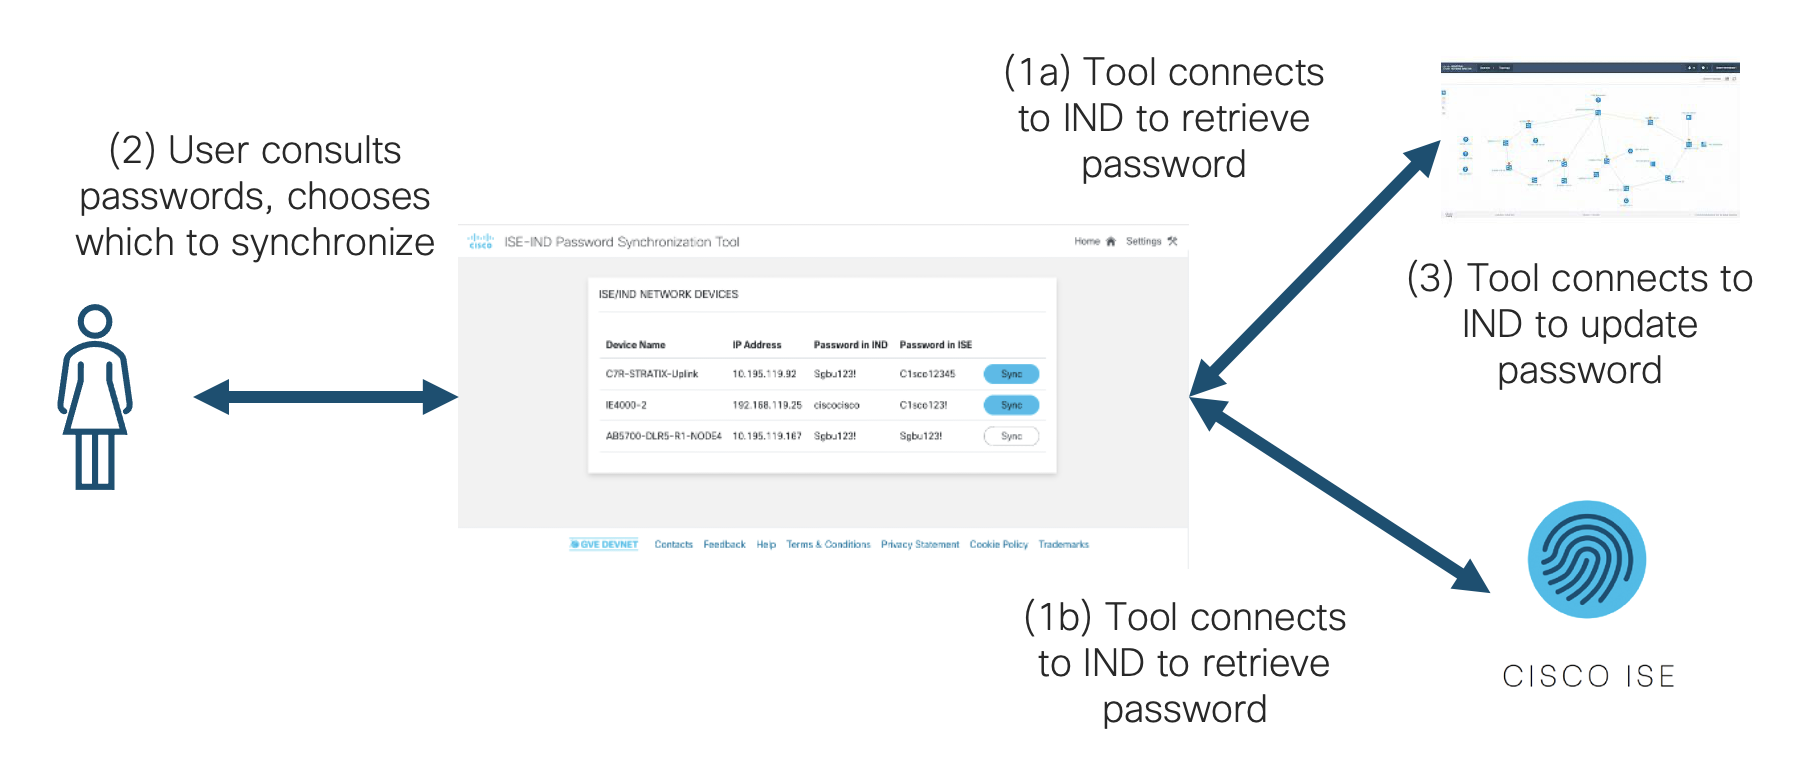 (2) User consults
passwords, chooses
which to synchronize
CISCO
ISE-IND Password Synchronization Tool
Home
Settings
ISE/IND NETWORK DEVICES
Device Name IP Address Password in IND Password in ISE
C7R-STRATIX-Uplink 10.195.119.92 Sgbu123! C1sco12345 Sync
IE4000-2 192.168.119.25 ciscocisco C1sco123! Sync
AB5700-DLR5-R1-NODE4 10.195.119.167 Sgbu123! Sgbu123! Sync
GVE DEVNET Contacts Feedback Help Terms & Conditions Privacy Statement Cookie Policy Trademarks
(1a) Tool connects
to IND to retrieve
password
(3) Tool connects to
IND to update
password
(1b) Tool connects
to IND to retrieve
password
CISCO ISE